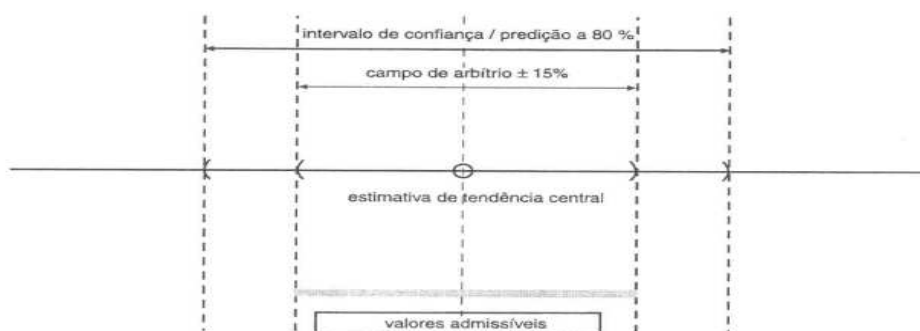 intervalo de confiança / predição a 80 %
campo de arbítrio ± 15%
estimativa de tendência central
valores admissíveis